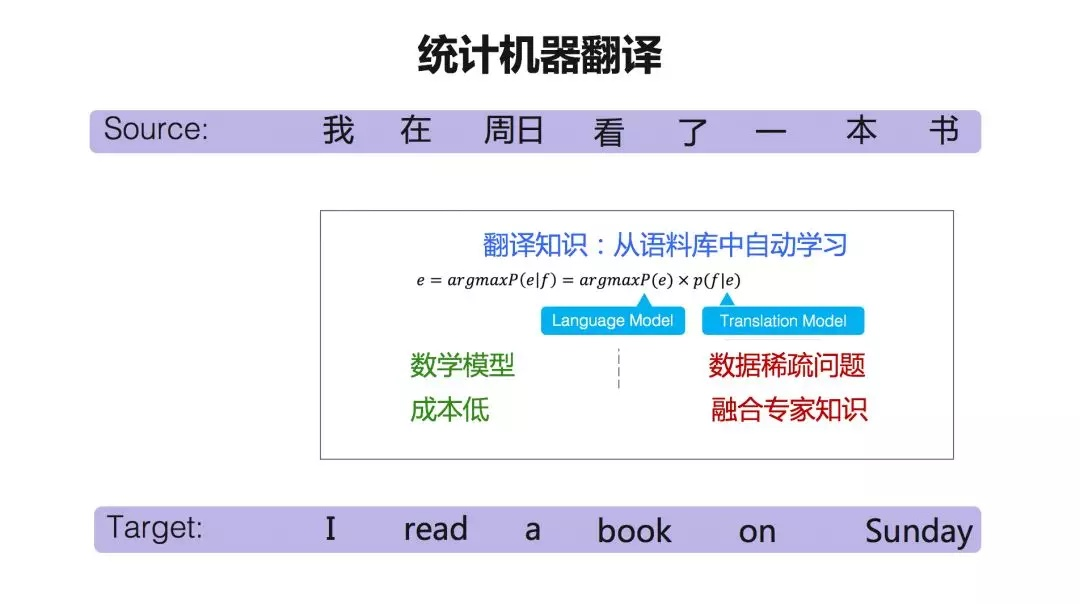 统计机器翻译
Source: 我 在 周日 看 了 一 本 书
翻译知识：从语料库中自动学习
e = argmaxP(e|f) = argmaxP(e) × p(f|e)
Language Model Translation Model
数学模型 数据稀疏问题
成本低 融合专家知识
Target: I read a book on Sunday